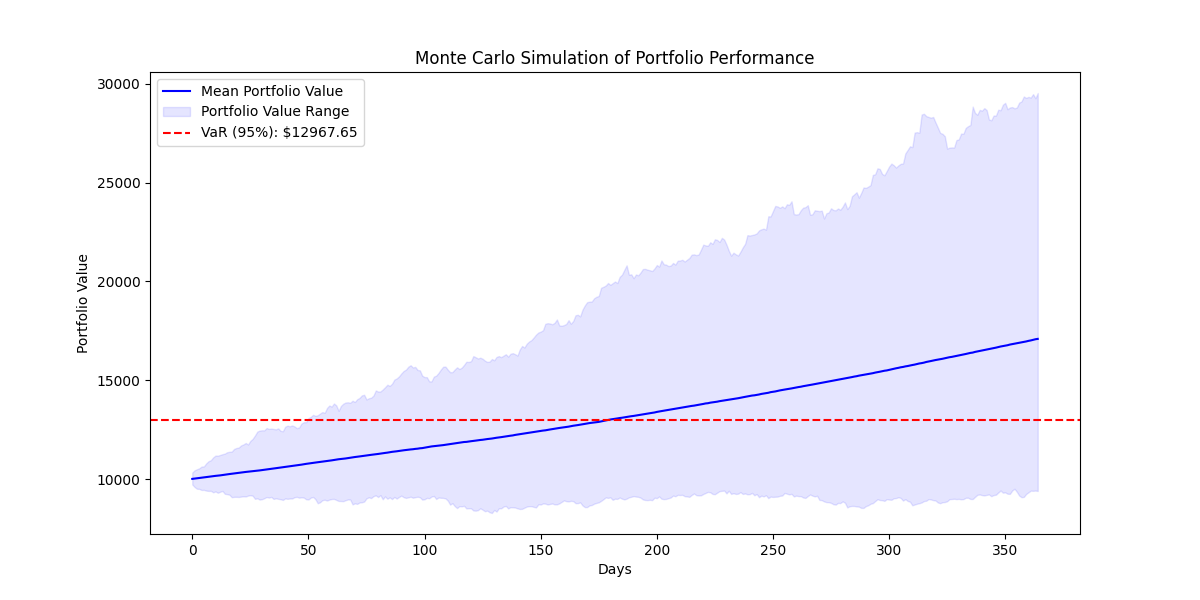 Monte Carlo Simulation of Portfolio Performance
Mean Portfolio Value
Portfolio Value Range
VaR (95%): $12967.65
Portfolio Value
30000
25000
20000
15000
10000
0 50 100 150 200 250 300 350
Days